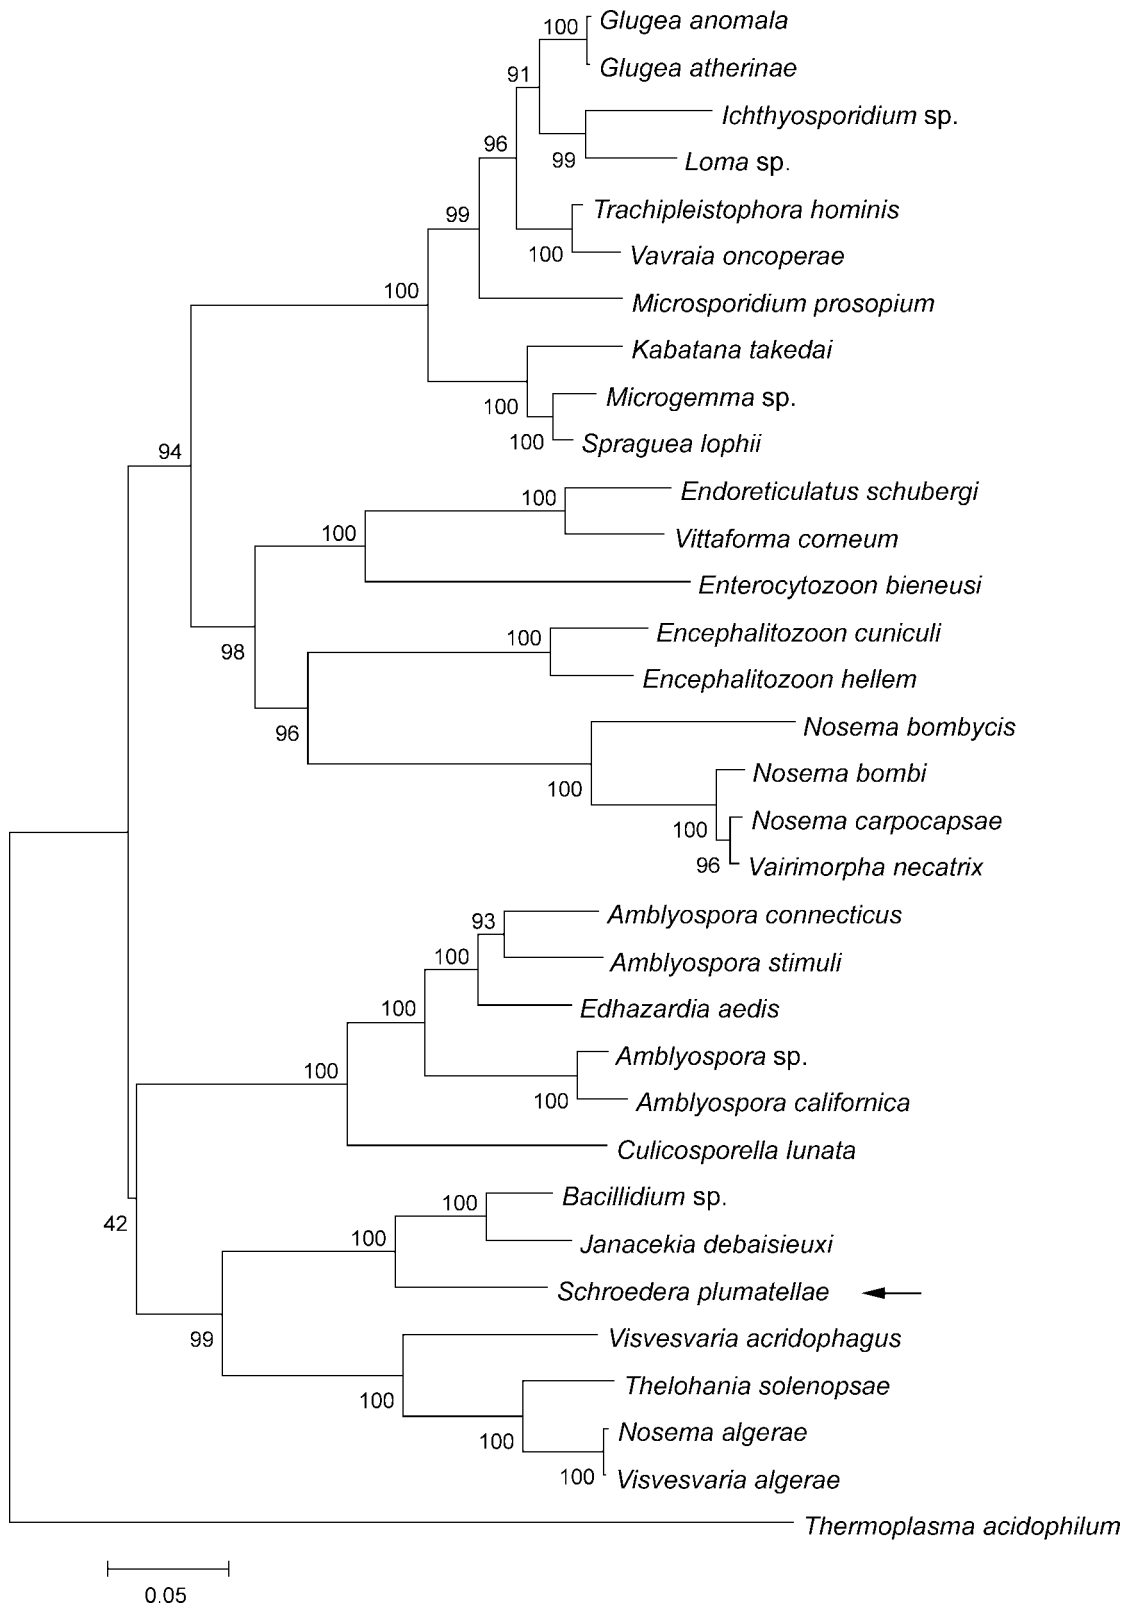 100
Glugea anomala
Glugea atherinae
91
Ichthyosporidium sp.
99
Loma sp.
96
Trachipleistophora hominis
100
Vavraia oncoperae
99
Microsporidium prosopium
100
Kabatana takedai
Microgemma sp.
100
100
Spraguea lophii
94
Endoreticulatus schubergi
100
Vittaforma corneum
100
Enterocytozoon bieneusi
Encephalitozoon cuniculi
100
98
Encephalitozoon hellem
96
Nosema bombycis
Nosema bombi
100
Nosema carpocapsae
100
96
Vairimorpha necatrix
Amblyospora connecticus
93
Amblyospora stimuli
100
Edhazardia aedis
100
Amblyospora sp.
100
100
Amblyospora californica
Culicosporella lunata
Bacillidium sp.
100
42
Janacekia debaisieuxi
100
Schroedera plumatellae
99
Visvesvaria acridophagus
Thelohania solenopsae
100
Nosema algerae
100
100
Visvesvaria algerae
Thermoplasma acidophilum
0.05